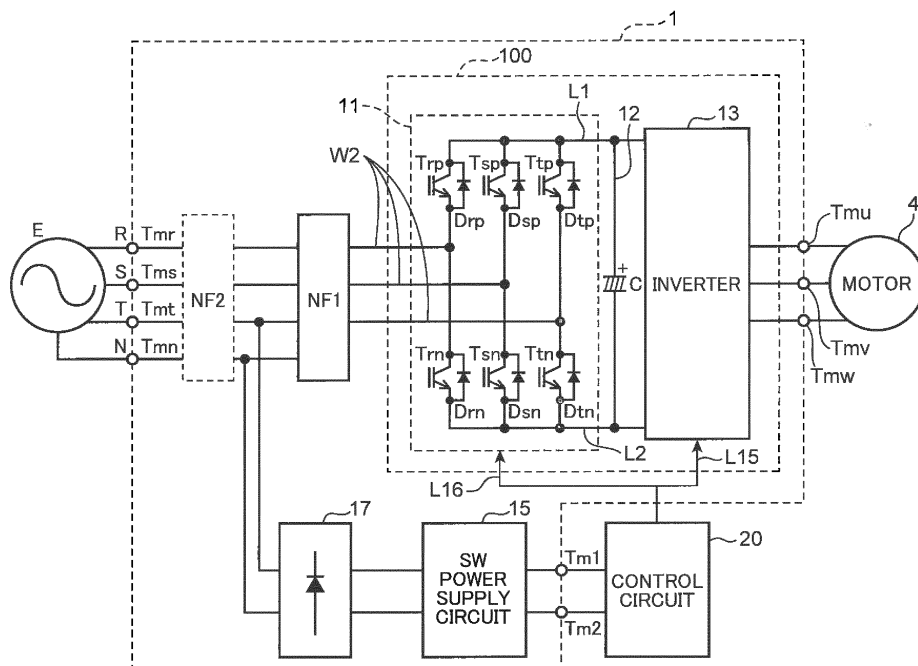 1
100
11
L1
12
13
W2
Trp
Tsp
Ttp
Drp
Dsp
Dtp
Tmu
4
E
R
Tmr
S
Tms
T
Tmt
N
Tmn
NF2
NF1
+
C
INVERTER
MOTOR
Tmv
Tmw
Trn
Tsn
Ttn
Drn
Dsn
Dtn
L2
L15
L16
17
15
20
SW
POWER
SUPPLY
CIRCUIT
Tm1
Tm2
CONTROL
CIRCUIT